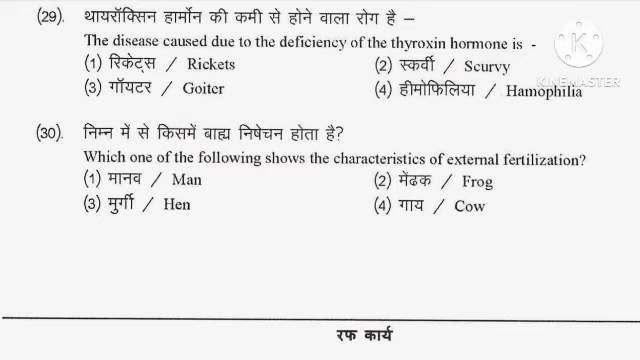 (29). थायरॉक्सिन हार्मोन की कमी से होने वाला रोग है –
The disease caused due to the deficiency of the thyroxin hormone is -
(1) रिकेट्स / Rickets (2) स्कर्वी / Scurvy
(3) गॉयटर / Goiter (4) हीमोफिलिया / Hamophilia
KINEMASTER
(30). निम्न में से किसमें बाह्य निषेचन होता है?
Which one of the following shows the characteristics of external fertilization?
(1) मानव / Man (2) मेंढक / Frog
(3) मुर्गी / Hen (4) गाय / Cow
रफ कार्य